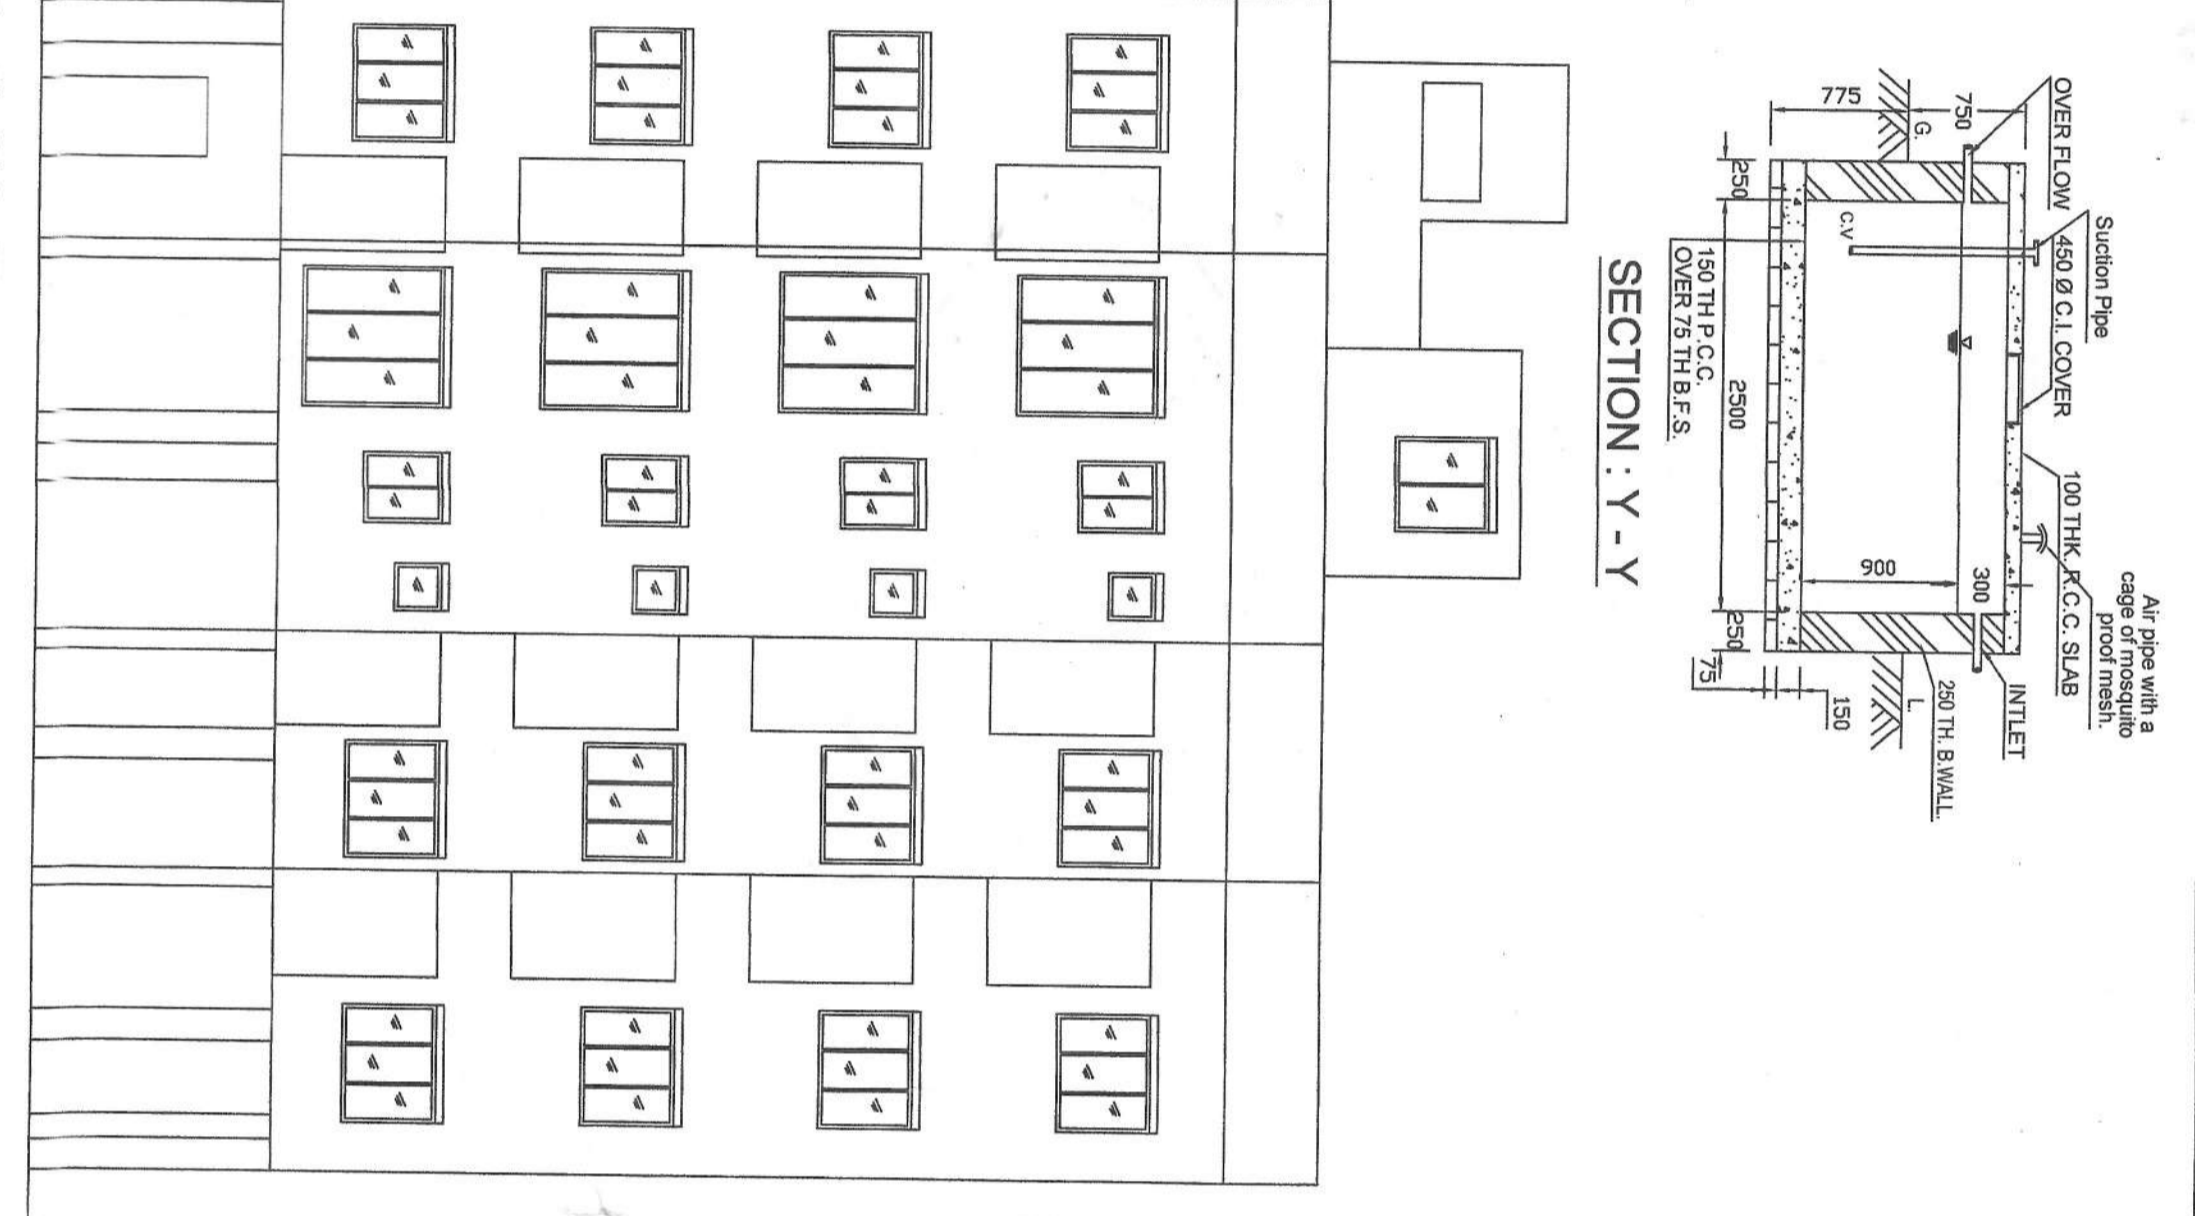 Air pipe with a
cage of mosquito
proof mesh.
Suction Pipe
450 Ø C.I. COVER
100 THK R.C.C. SLAB
OVER FLOW
INTLET
250 TH. B.WALL.
750
775
G.
L.
C.V
300
900
150
75
250
2500
250
150 TH P.C.C.
OVER 75 TH B.F.S.
SECTION : Y - Y